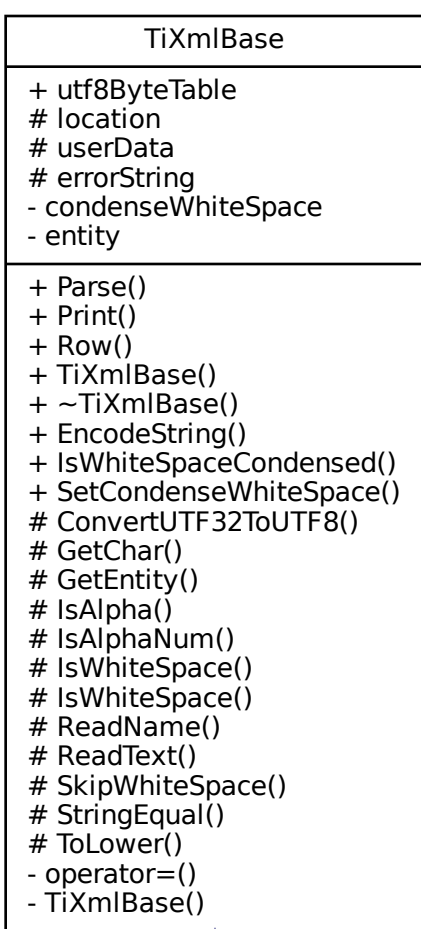 TiXmlBase
+ utf8ByteTable
# location
# userData
# errorString
- condenseWhiteSpace
- entity
+ Parse()
+ Print()
+ Row()
+ TiXmlBase()
+ ~TiXmlBase()
+ EncodeString()
+ IsWhiteSpaceCondensed()
+ SetCondenseWhiteSpace()
# ConvertUTF32ToUTF8()
# GetChar()
# GetEntity()
# IsAlpha()
# IsAlphaNum()
# IsWhiteSpace()
# IsWhiteSpace()
# ReadName()
# ReadText()
# SkipWhiteSpace()
# StringEqual()
# ToLower()
- operator=()
- TiXmlBase()